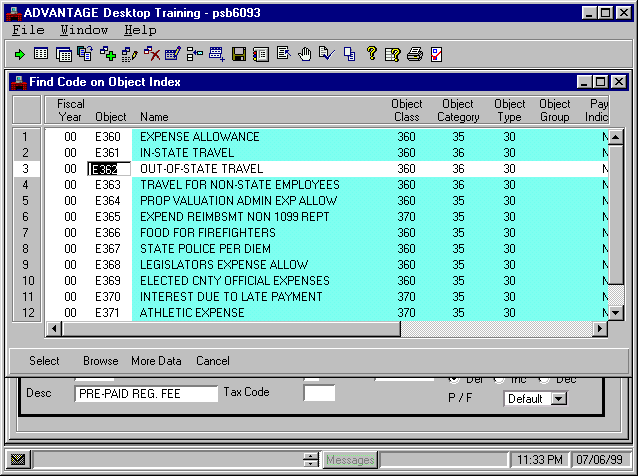 ADVANTAGE Desktop Training - psb6093
File Window Help
Find Code on Object Index
Fiscal Year Object Name Object Class Object Category Object Type Object Group Pay Indic
1 00 E360 EXPENSE ALLOWANCE 360 35 30 N
2 00 E361 IN-STATE TRAVEL 360 36 30 N
3 00 E362 OUT-OF-STATE TRAVEL 360 36 30 N
4 00 E363 TRAVEL FOR NON-STATE EMPLOYEES 360 36 30 N
5 00 E364 PROP VALUATION ADMIN EXP ALLOW 360 35 30 N
6 00 E365 EXPEND REIMBSMT NON 1099 REPT 370 35 30 N
7 00 E366 FOOD FOR FIREFIGHTERS 360 35 30 N
8 00 E367 STATE POLICE PER DIEM 360 35 30 N
9 00 E368 LEGISLATORS EXPENSE ALLOW 360 35 30 N
10 00 E369 ELECTED CNTY OFFICIAL EXPENSES 360 35 30 N
11 00 E370 INTEREST DUE TO LATE PAYMENT 370 35 30 N
12 00 E371 ATHLETIC EXPENSE 370 35 30 N
Select Browse More Data Cancel
Def Inc Dec
Desc PRE-PAID REG. FEE Tax Code P / F Default
Messages 11:33 PM 07/06/99